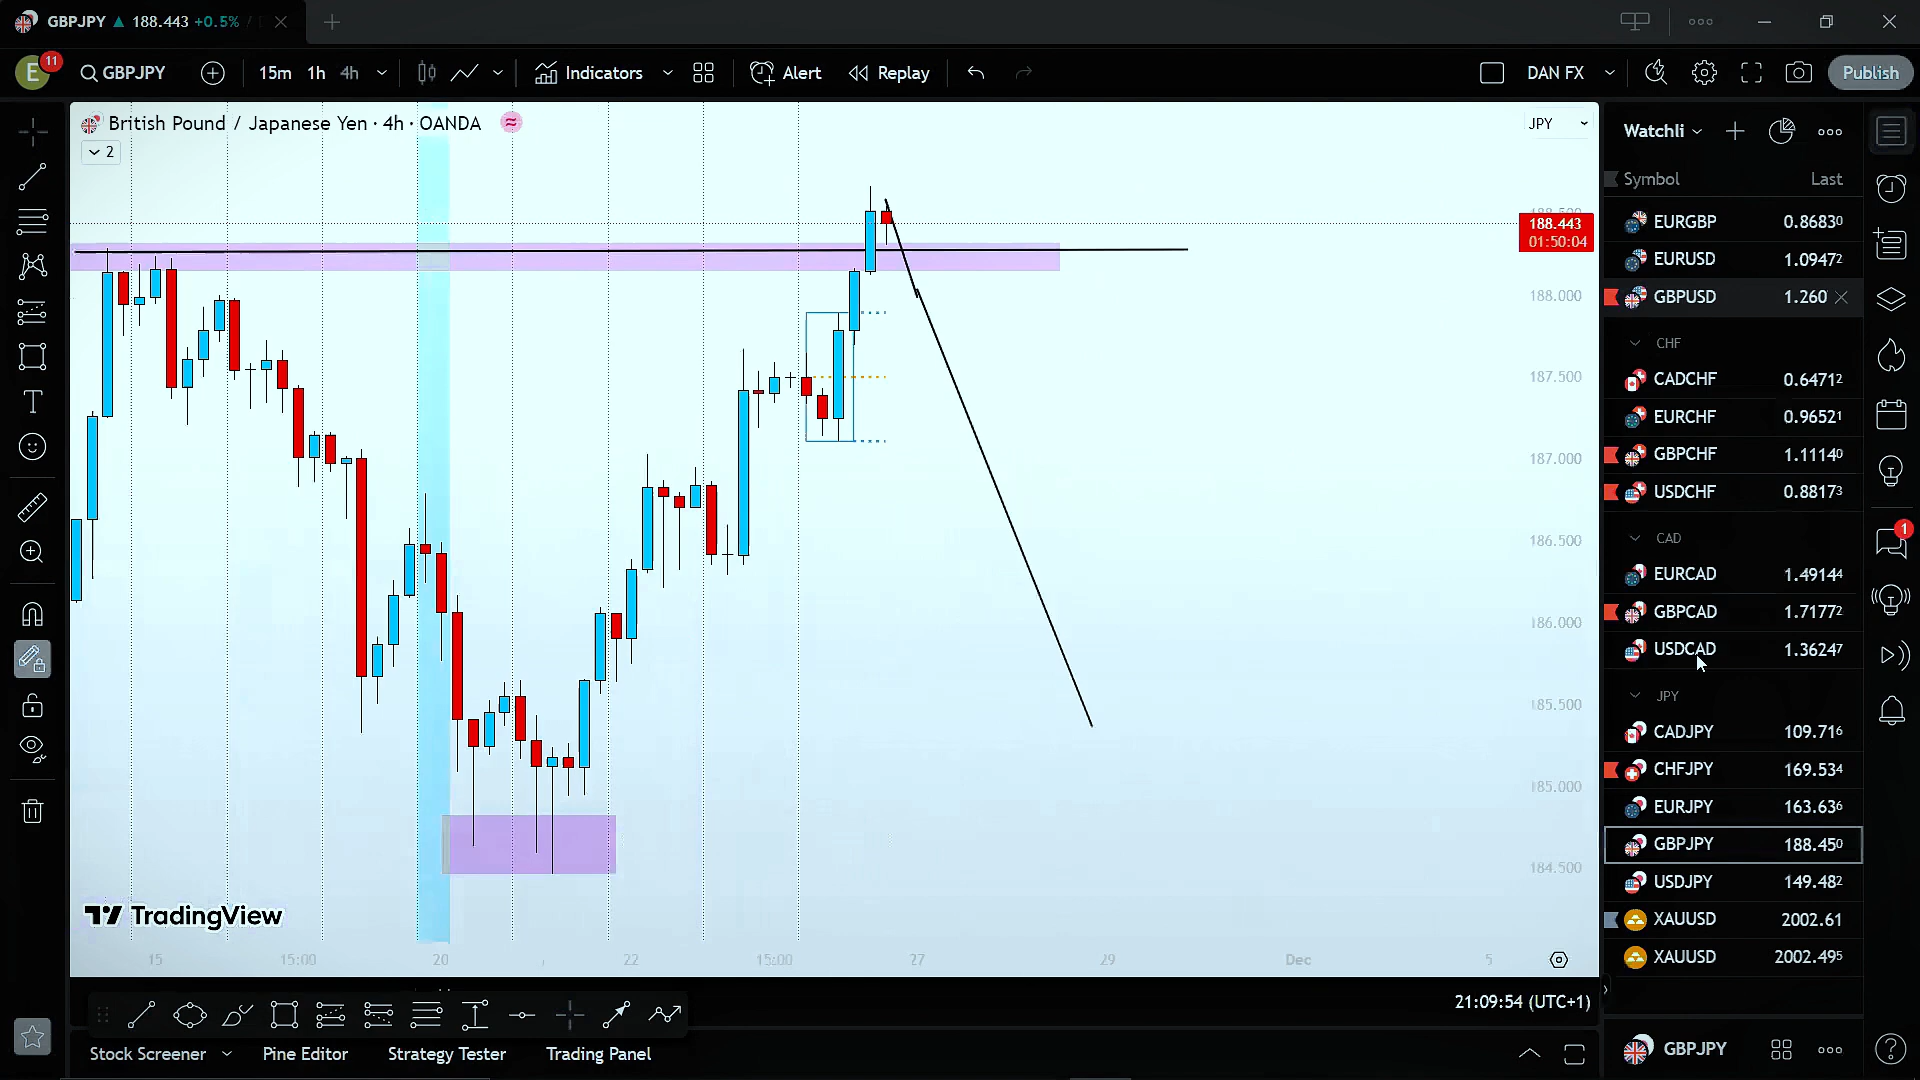 GBPJPY ▲ 188.443 +0.5% /
E 11 GBPJPY 15m 1h 4h Indicators Alert Replay DAN FX Publish
British Pound / Japanese Yen · 4h · OANDA
2
JPY
188.500
188.443
01:50:04
188.000
187.500
187.000
186.500
186.000
185.500
185.000
184.500
TradingView
15 15:00 20 22 15:00 27 29 Dec 5
21:09:54 (UTC+1)
Stock Screener Pine Editor Strategy Tester Trading Panel
Watchli
Symbol Last
EURGBP 0.86830
EURUSD 1.09472
GBPUSD 1.260
CHF
CADCHF 0.64712
EURCHF 0.96521
GBPCHF 1.11140
USDCHF 0.88173
CAD
EURCAD 1.49144
GBPCAD 1.71772
USDCAD 1.36247
JPY
CADJPY 109.716
CHFJPY 169.534
EURJPY 163.636
GBPJPY 188.450
USDJPY 149.482
XAUUSD 2002.61
XAUUSD 2002.495
GBPJPY
1